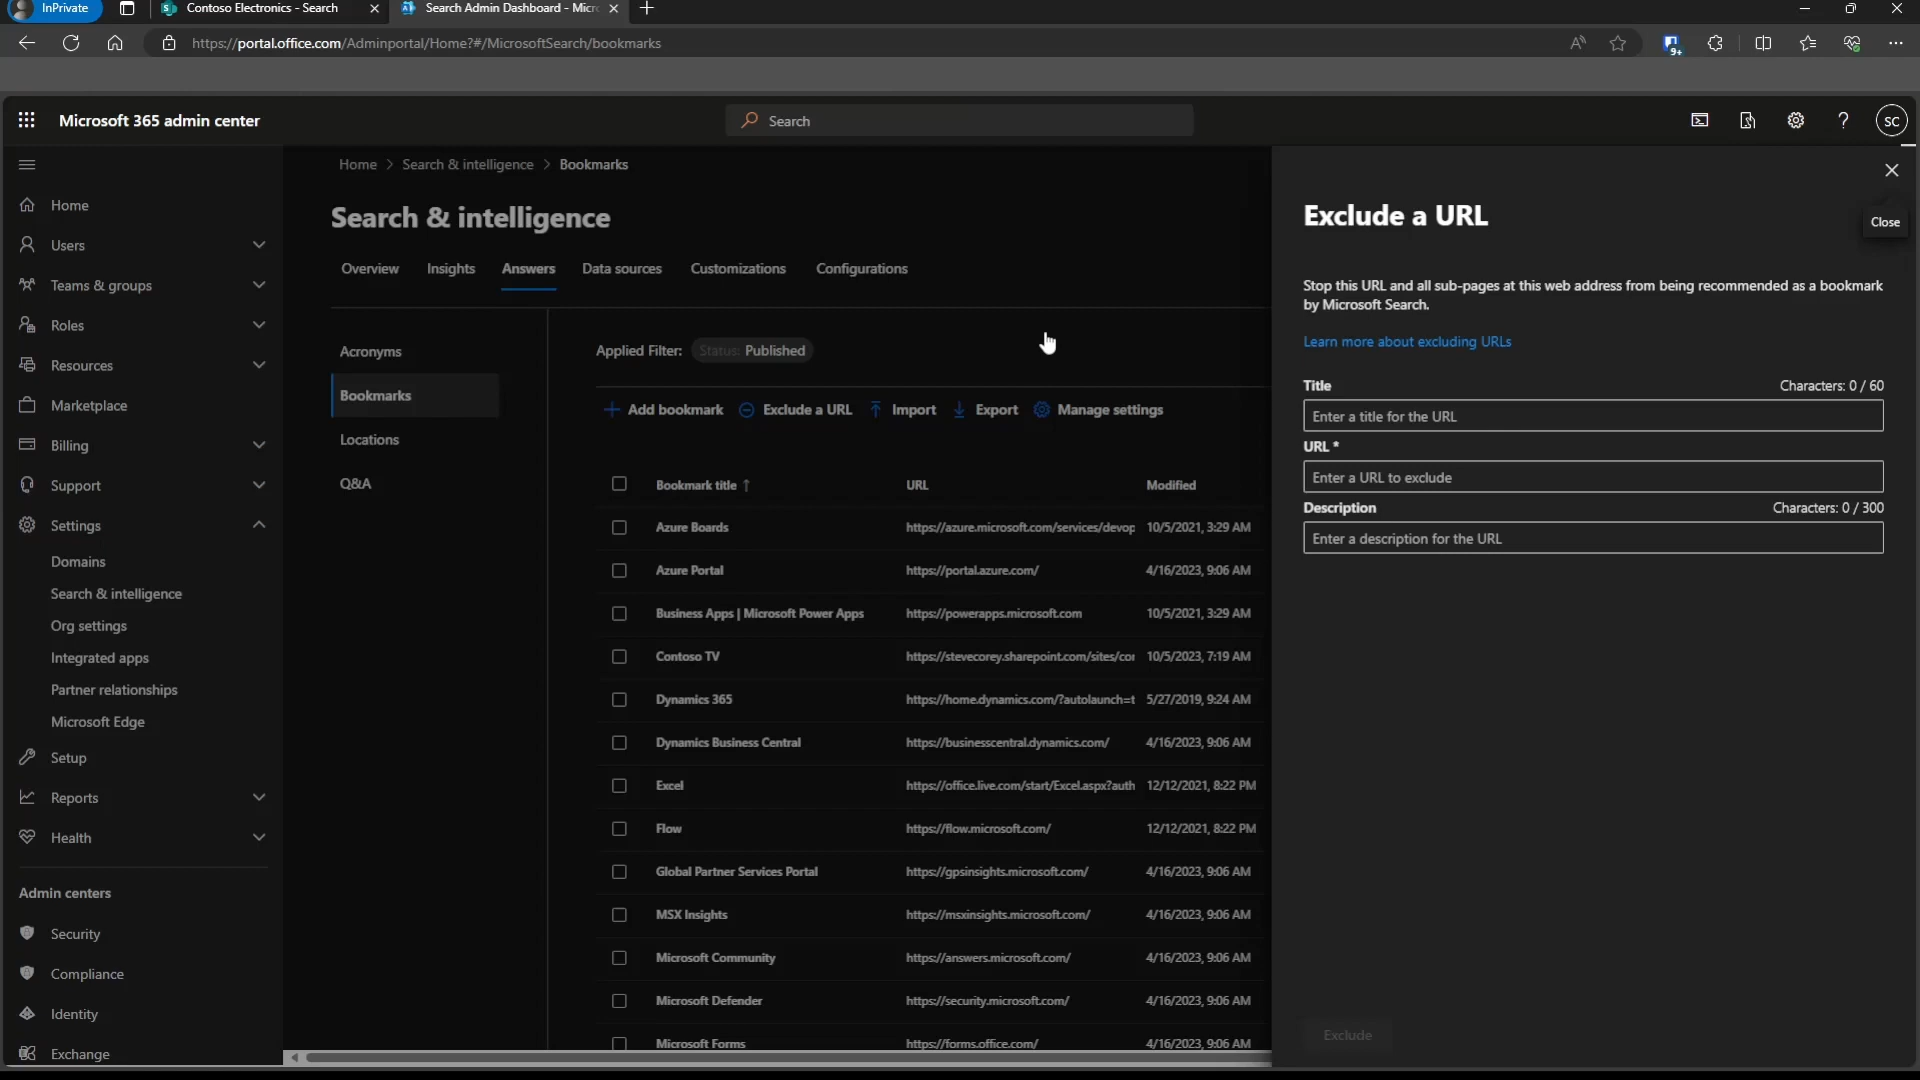 InPrivate
Contoso Electronics - Search
Search Admin Dashboard - Micr
https://portal.office.com/Adminportal/Home?#/MicrosoftSearch/bookmarks
9+
Microsoft 365 admin center
Search
SC
Home
Users
Teams & groups
Roles
Resources
Marketplace
Billing
Support
Settings
Domains
Search & intelligence
Org settings
Integrated apps
Partner relationships
Microsoft Edge
Setup
Reports
Health
Admin centers
Security
Compliance
Identity
Exchange
Home > Search & intelligence > Bookmarks
Search & intelligence
Overview Insights Answers Data sources Customizations Configurations
Acronyms
Bookmarks
Locations
Q&A
Applied Filter: Status: Published
Add bookmark Exclude a URL Import Export Manage settings
Bookmark title ↑ URL Modified
Azure Boards https://azure.microsoft.com/services/devop 10/5/2021, 3:29 AM
Azure Portal https://portal.azure.com/ 4/16/2023, 9:06 AM
Business Apps | Microsoft Power Apps https://powerapps.microsoft.com 10/5/2021, 3:29 AM
Contoso TV https://stevecorey.sharepoint.com/sites/cor 10/5/2023, 7:19 AM
Dynamics 365 https://home.dynamics.com/?autolaunch=t 5/27/2019, 9:24 AM
Dynamics Business Central https://businesscentral.dynamics.com/ 4/16/2023, 9:06 AM
Excel https://office.live.com/start/Excel.aspx?auth 12/12/2021, 8:22 PM
Flow https://flow.microsoft.com/ 12/12/2021, 8:22 PM
Global Partner Services Portal https://gpsinsights.microsoft.com/ 4/16/2023, 9:06 AM
MSX Insights https://msxinsights.microsoft.com/ 4/16/2023, 9:06 AM
Microsoft Community https://answers.microsoft.com/ 4/16/2023, 9:06 AM
Microsoft Defender https://security.microsoft.com/ 4/16/2023, 9:06 AM
Microsoft Forms https://forms.office.com/ 4/16/2023, 9:06 AM
Exclude a URL
Close
Stop this URL and all sub-pages at this web address from being recommended as a bookmark
by Microsoft Search.
Learn more about excluding URLs
Title Characters: 0 / 60
Enter a title for the URL
URL *
Enter a URL to exclude
Description Characters: 0 / 300
Enter a description for the URL
Exclude